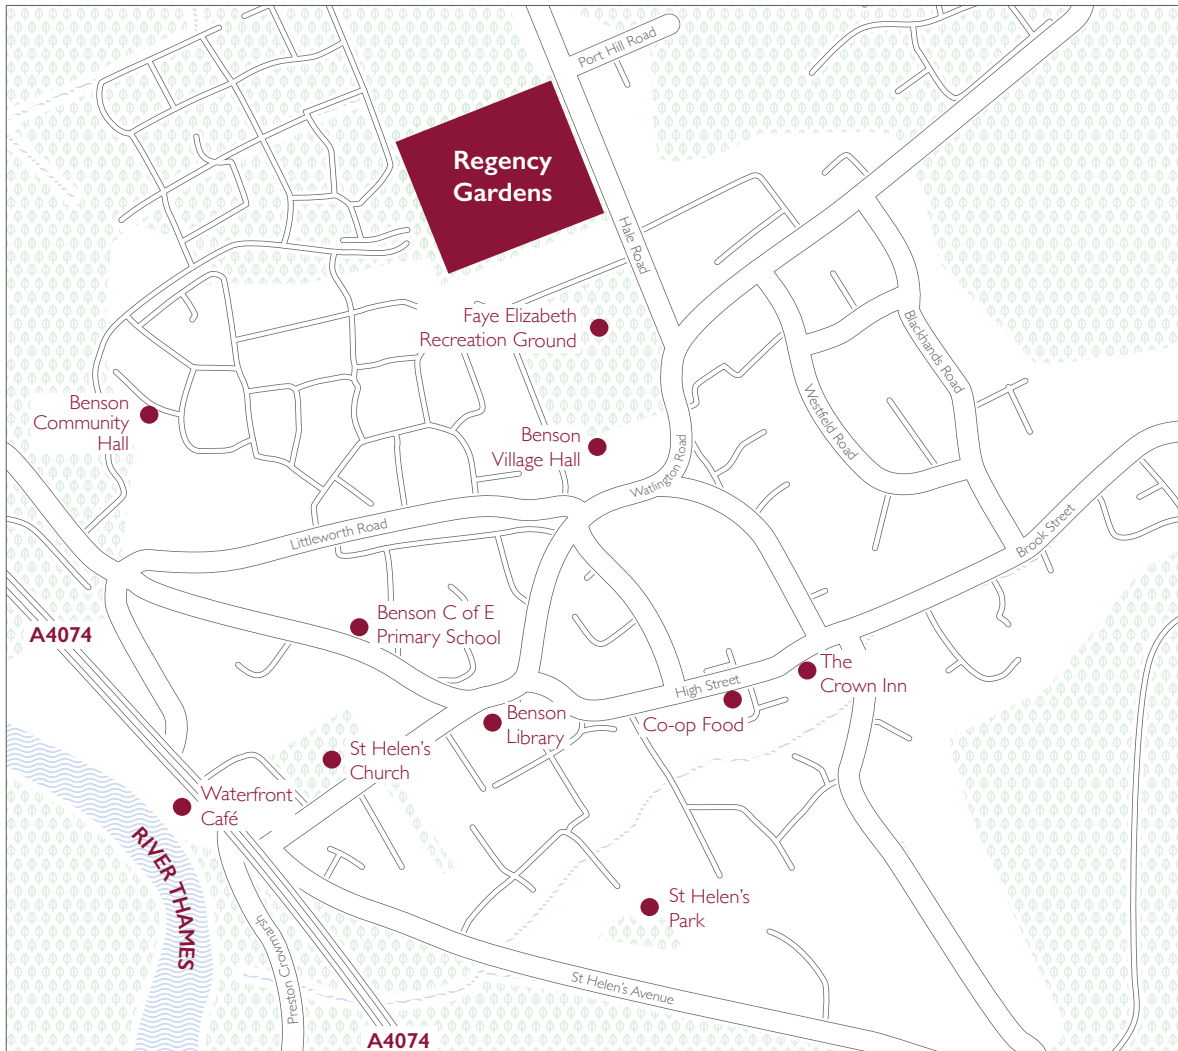 Port Hill Road
Regency
Gardens
Hale Road
Faye Elizabeth
Recreation Ground
Blackhands Road
Benson
Community
Hall
Westfield Road
Benson
Village Hall
Watlington Road
Littleworth Road
Brook Street
Benson C of E
Primary School
A4074
The
Crown Inn
High Street
Co-op Food
Benson
Library
St Helen's
Church
Waterfront
Café
RIVER THAMES
St Helen's
Park
Preston Crowmarsh
St Helen's Avenue
A4074